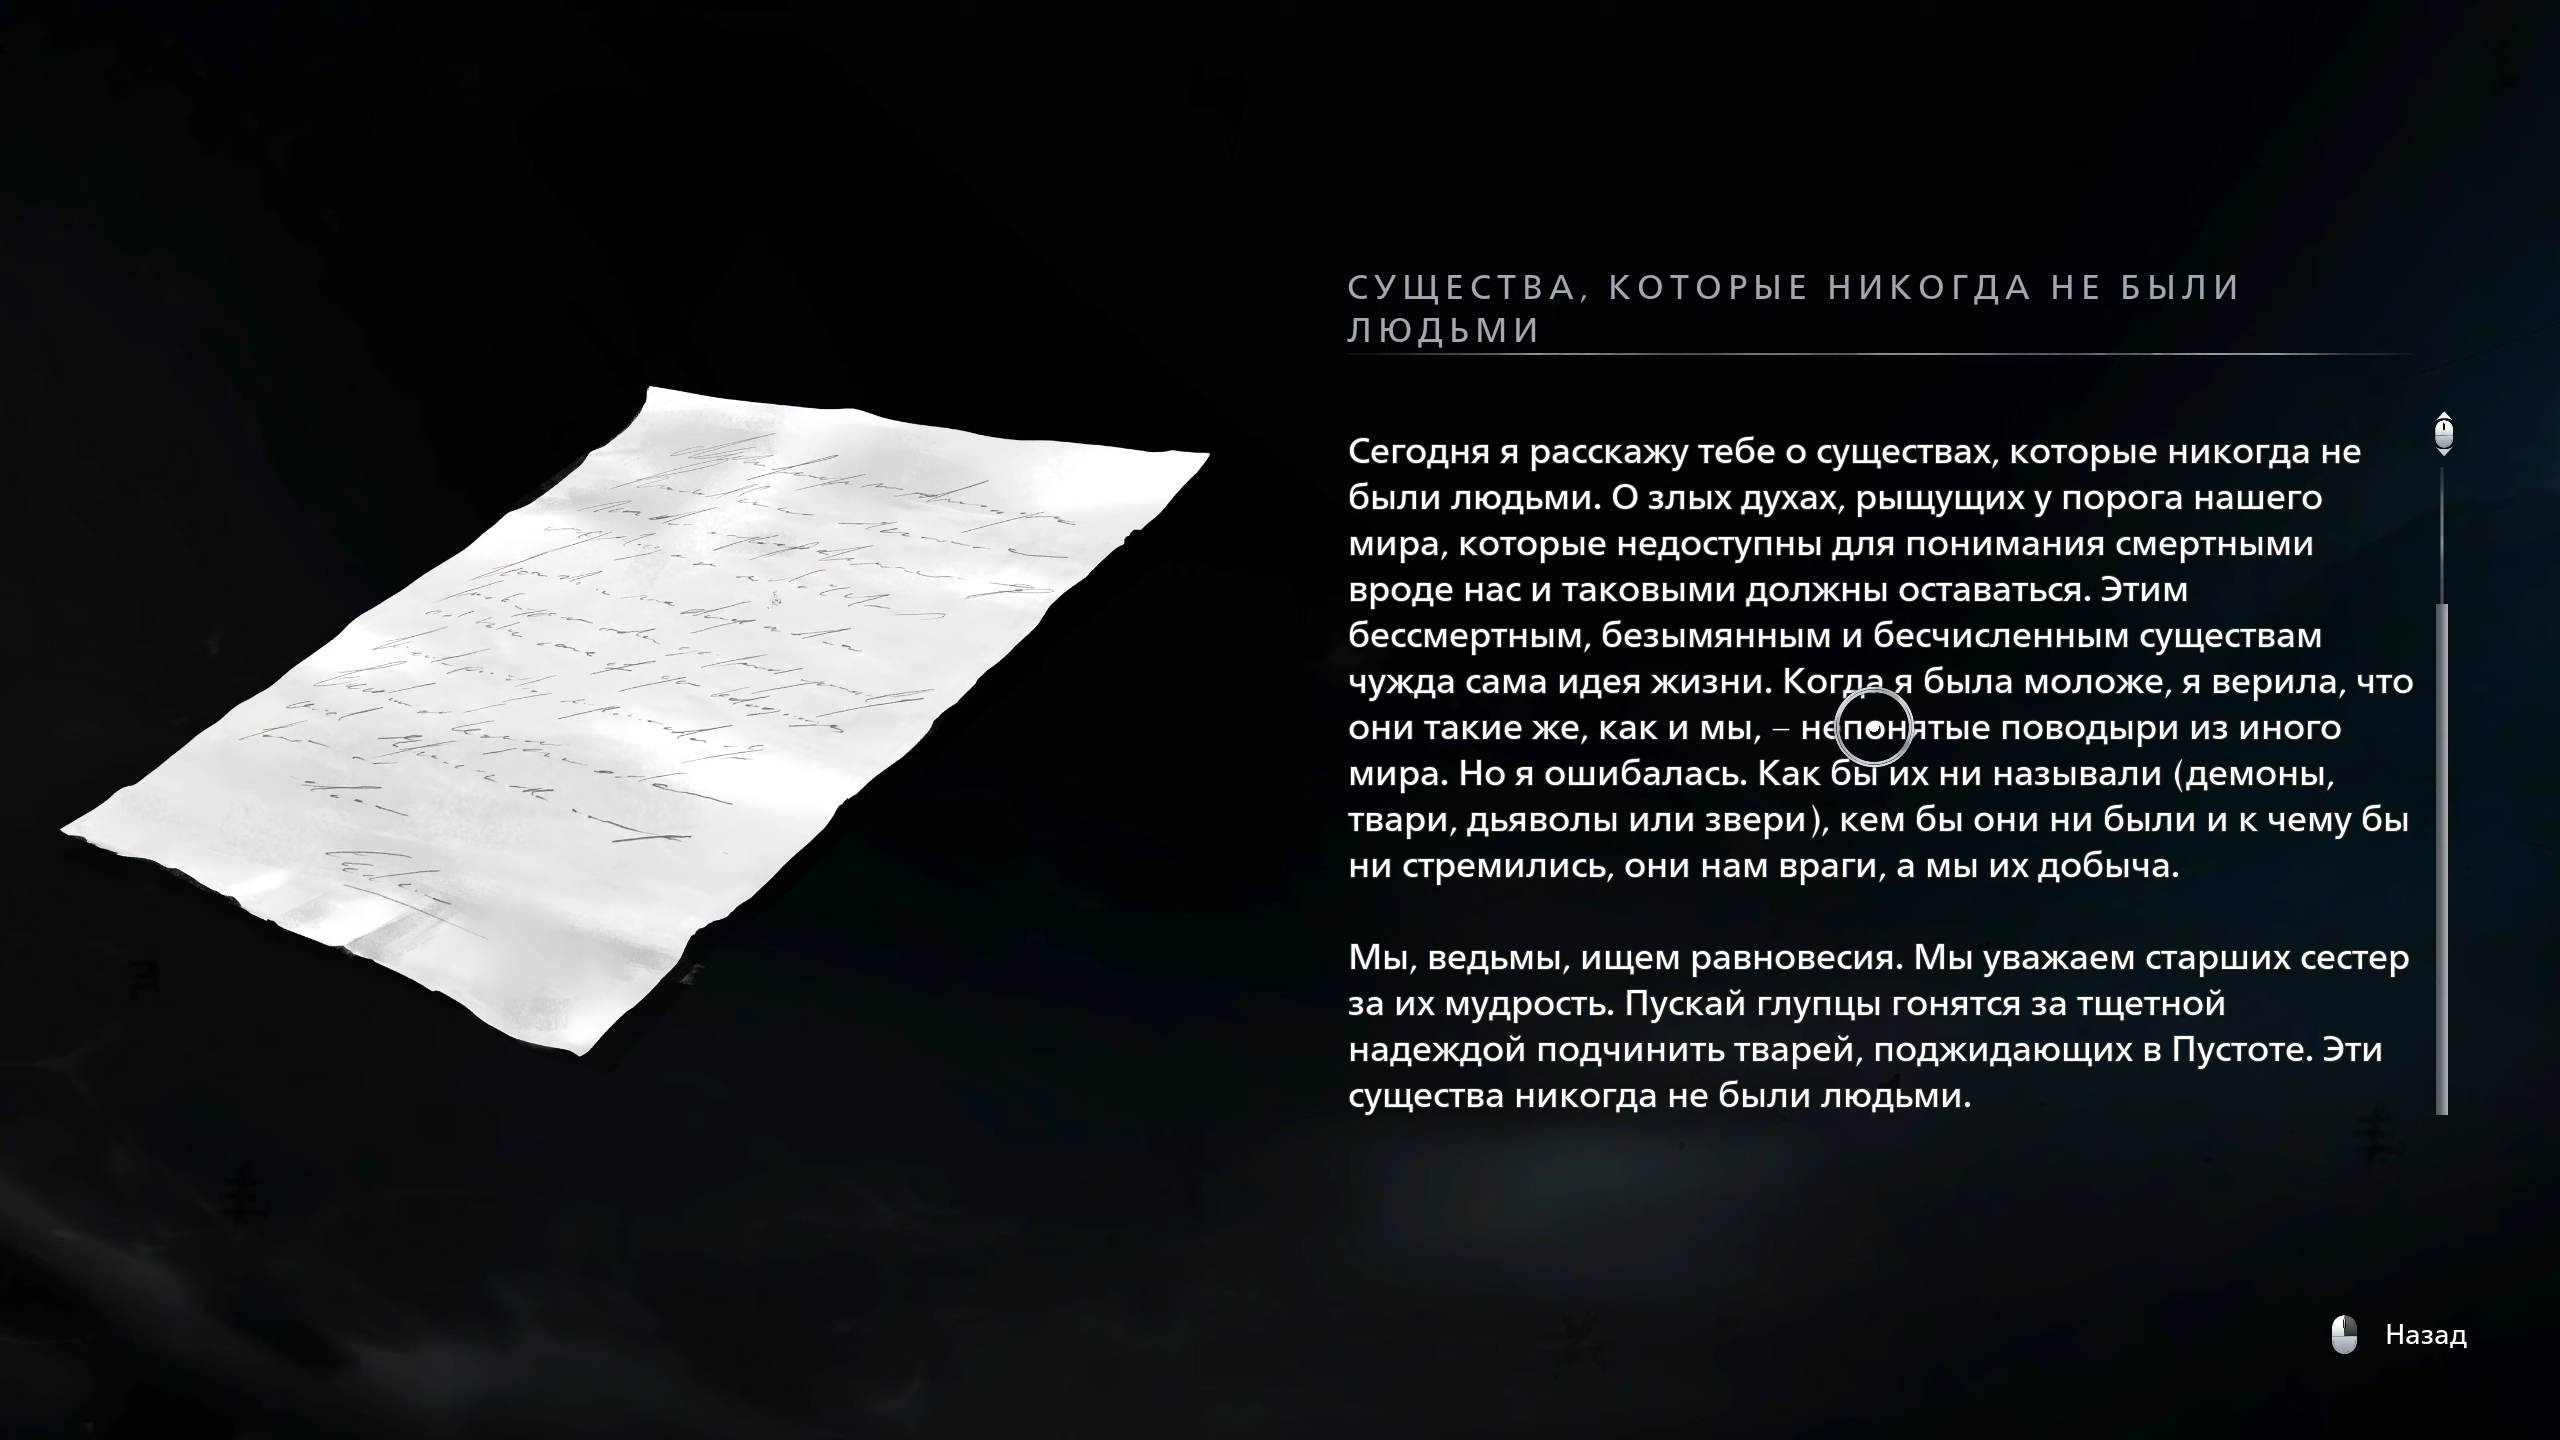 СУЩЕСТВА, КОТОРЫЕ НИКОГДА НЕ БЫЛИ
ЛЮДЬМИ
Сегодня я расскажу тебе о существах, которые никогда не
были людьми. О злых духах, рыщущих у порога нашего
мира, которые недоступны для понимания смертными
вроде нас и таковыми должны оставаться. Этим
бессмертным, безымянным и бесчисленным существам
чужда сама идея жизни. Когда я была моложе, я верила, что
они такие же, как и мы, – непонятые поводыри из иного
мира. Но я ошибалась. Как бы их ни называли (демоны,
твари, дьяволы или звери), кем бы они ни были и к чему бы
ни стремились, они нам враги, а мы их добыча.
Мы, ведьмы, ищем равновесия. Мы уважаем старших сестер
за их мудрость. Пускай глупцы гонятся за тщетной
надеждой подчинить тварей, поджидающих в Пустоте. Эти
существа никогда не были людьми.
Назад